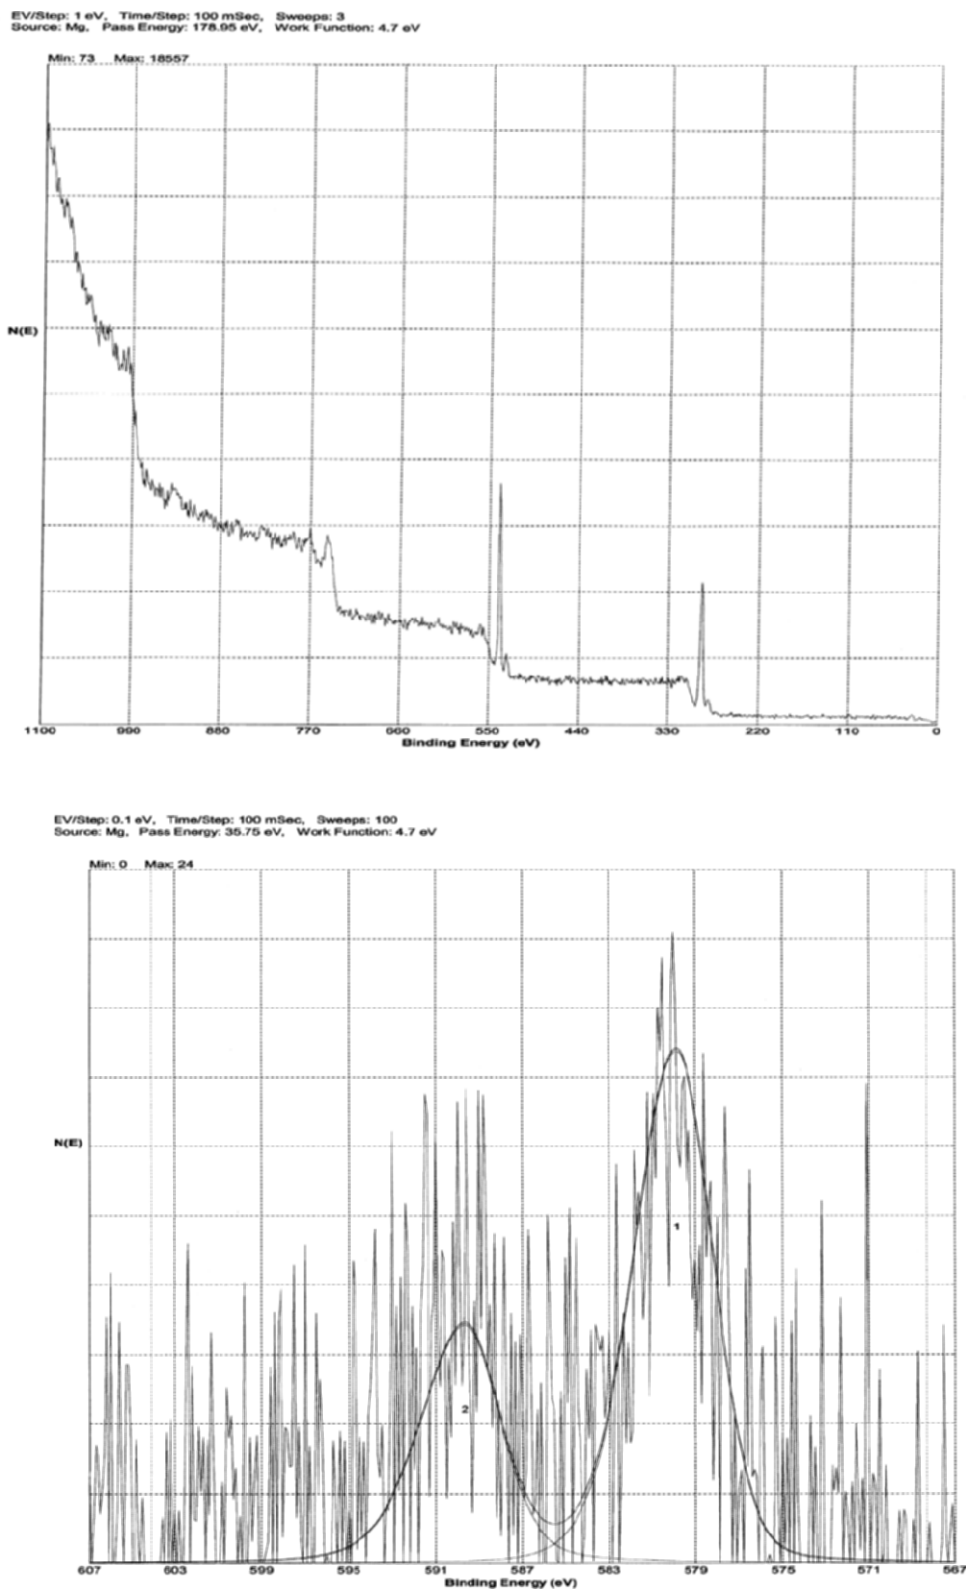 EV/Step: 1 eV, Time/Step: 100 mSec, Sweeps: 3
Source: Mg, Pass Energy: 178.95 eV, Work Function: 4.7 eV
Min: 73 Max: 18557
N(E)
1100 990 880 770 660 550 440 330 220 110 0
Binding Energy (eV)
EV/Step: 0.1 eV, Time/Step: 100 mSec, Sweeps: 100
Source: Mg, Pass Energy: 35.75 eV, Work Function: 4.7 eV
Min: 0 Max: 24
N(E)
1
2
607 603 599 595 591 587 583 579 575 571 567
Binding Energy (eV)